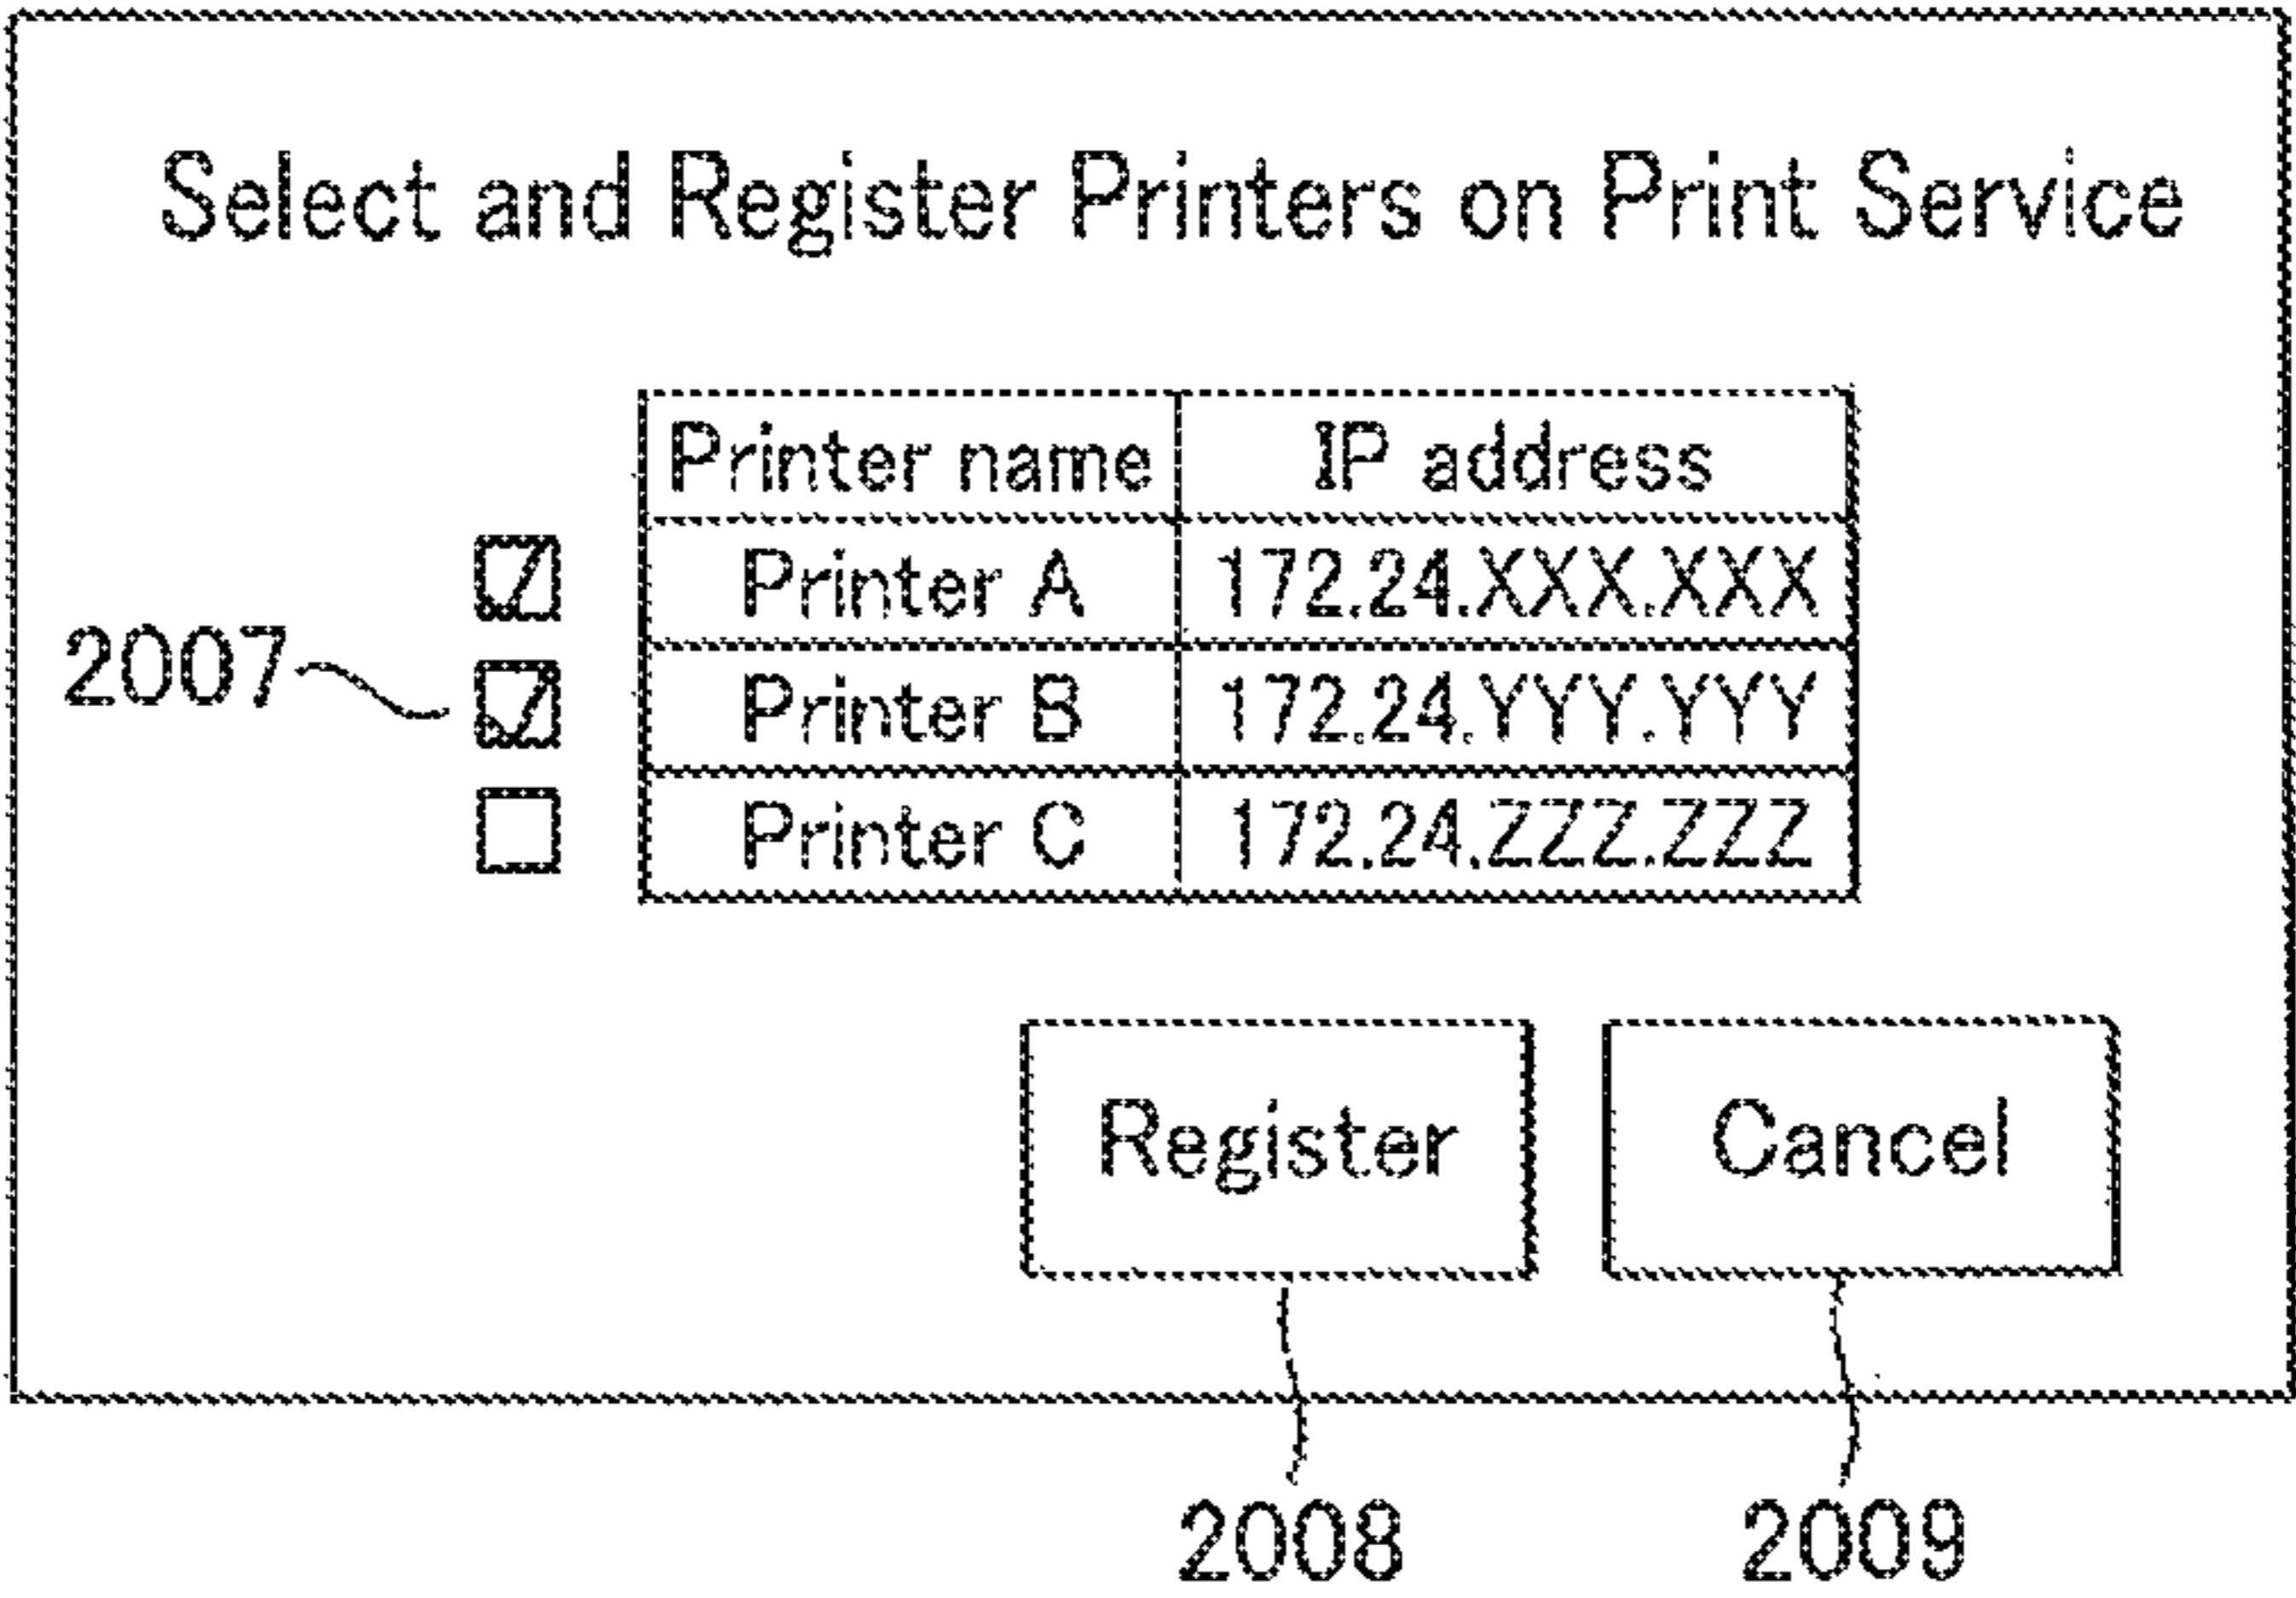 Select and Register Printers on Print Service
Printer name IP address
Printer A 172.24.XXX.XXX
2007 Printer B 172.24.YYY.YYY
Printer C 172.24.ZZZ.ZZZ
Register Cancel
2008 2009